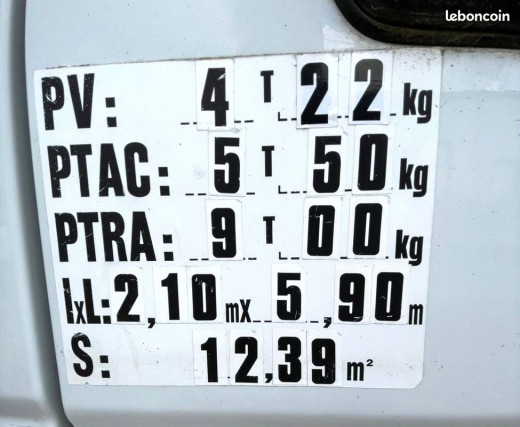 leboncoin
PV: 4 T 22 kg
PTAC: 5 T 50 kg
PTRA: 9 T 00 kg
lxL: 2,10 mx 5,90 m
S: 12,39 m²